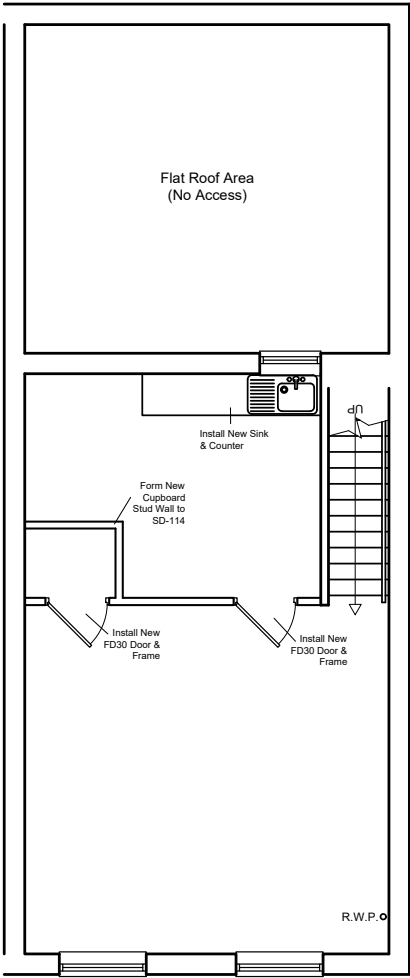 Flat Roof Area
(No Access)
UP
Install New Sink
& Counter
Form New
Cupboard
Stud Wall to
SD-114
Install New
FD30 Door &
Frame
Install New
FD30 Door &
Frame
R.W.P.